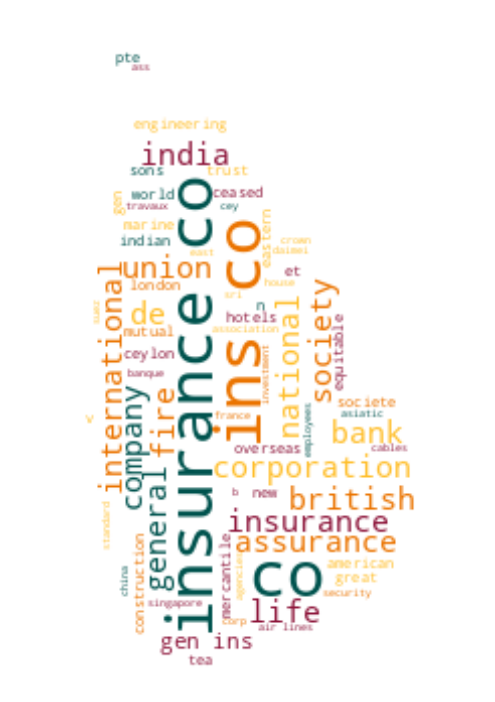 pte
ass
engineering
india
sons
trust
gen
world
ceased
travaux
cey
marine
eastern
indian
crown
daimei
east
union
et
london
house
sri
international
de
n
hotels
national
society
mutual
association
equitable
ceylon
investment
banque
insurance co
ins co
company
fire
france
societe
asiatic
employees
v
bank
overseas
cables
corporation
general
b
new
british
standard
insurance
construction
mercantile
assurance
agencies
co
american
great
china
security
singapore
life
corp
air lines
gen ins
tea